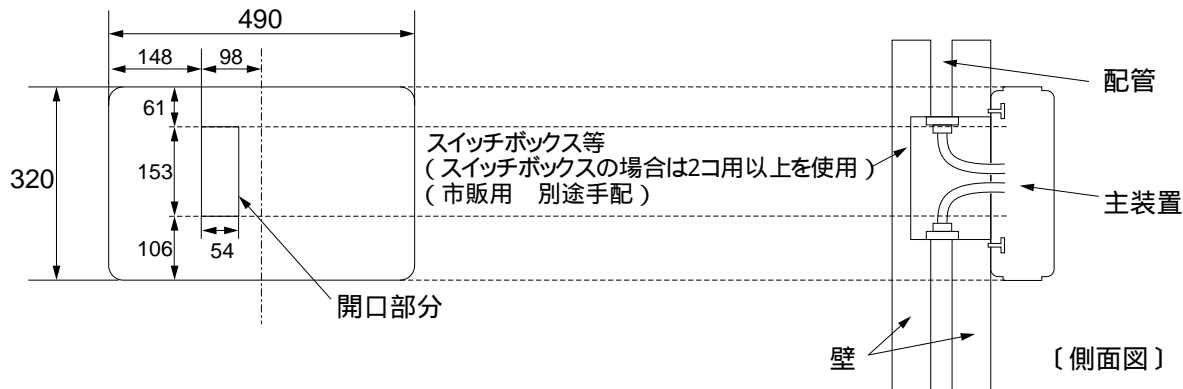 490
148
98
配管
61
スイッチボックス等
(スイッチボックスの場合は2コ用以上を使用)
320
153
(市販用 別途手配)
主装置
106
54
開口部分
壁
〔側面図〕